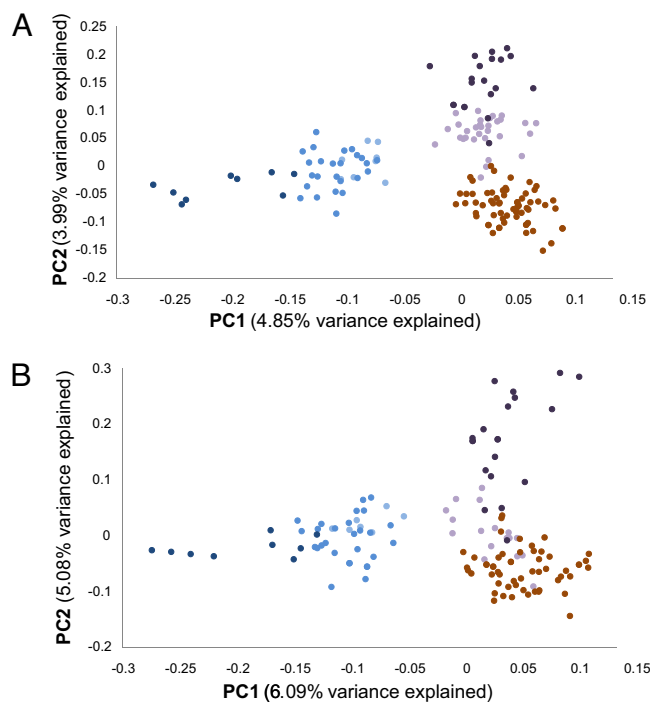 A
PC2 (3.99% variance explained)
0.25
0.2
0.15
0.1
0.05
0
-0.05
-0.1
-0.15
-0.2
-0.3 -0.25 -0.2 -0.15 -0.1 -0.05 0 0.05 0.1 0.15
PC1 (4.85% variance explained)
B
PC2 (5.08% variance explained)
0.3
0.2
0.1
0
-0.1
-0.2
-0.3 -0.25 -0.2 -0.15 -0.1 -0.05 0 0.05 0.1 0.15
PC1 (6.09% variance explained)